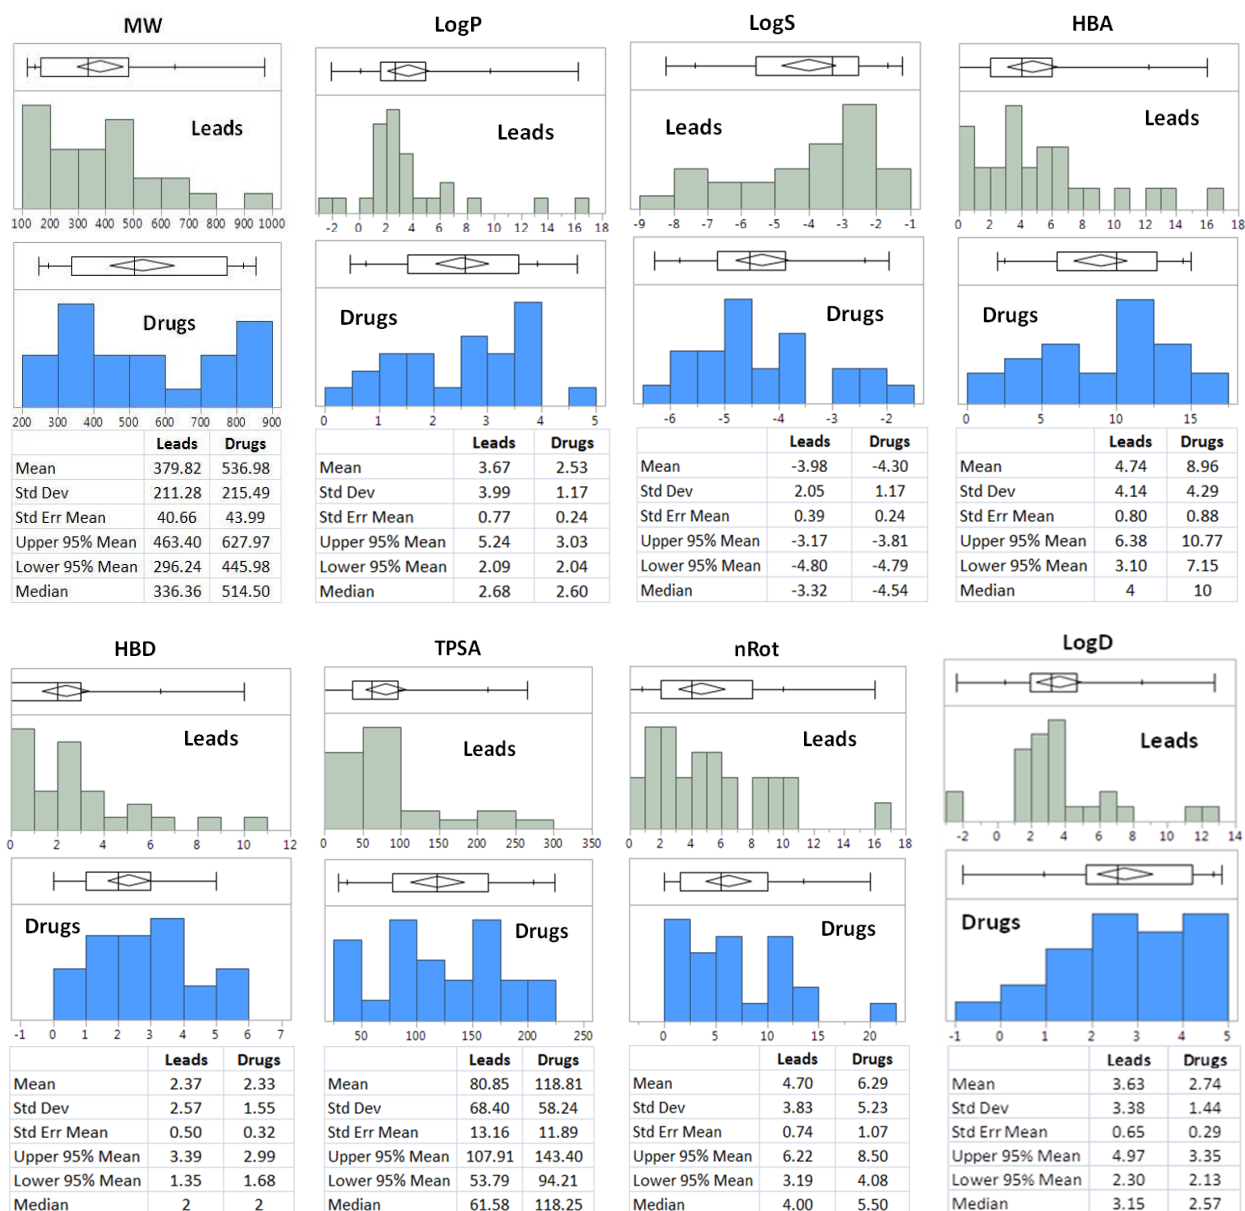 MW
Leads
100 200 300 400 500 600 700 800 900 1000
Drugs
200 300 400 500 600 700 800 900
Leads Drugs
Mean 379.82 536.98
Std Dev 211.28 215.49
Std Err Mean 40.66 43.99
Upper 95% Mean 463.40 627.97
Lower 95% Mean 296.24 445.98
Median 336.36 514.50
LogP
Leads
-2 0 2 4 6 8 10 12 14 16 18
Drugs
0 1 2 3 4 5
Leads Drugs
Mean 3.67 2.53
Std Dev 3.99 1.17
Std Err Mean 0.77 0.24
Upper 95% Mean 5.24 3.03
Lower 95% Mean 2.09 2.04
Median 2.68 2.60
LogS
Leads
-9 -8 -7 -6 -5 -4 -3 -2 -1
Drugs
-6 -5 -4 -3 -2
Leads Drugs
Mean -3.98 -4.30
Std Dev 2.05 1.17
Std Err Mean 0.39 0.24
Upper 95% Mean -3.17 -3.81
Lower 95% Mean -4.80 -4.79
Median -3.32 -4.54
HBA
Leads
0 2 4 6 8 10 12 14 16 18
Drugs
0 5 10 15
Leads Drugs
Mean 4.74 8.96
Std Dev 4.14 4.29
Std Err Mean 0.80 0.88
Upper 95% Mean 6.38 10.77
Lower 95% Mean 3.10 7.15
Median 4 10
HBD
Leads
0 2 4 6 8 10 12
Drugs
-1 0 1 2 3 4 5 6 7
Leads Drugs
Mean 2.37 2.33
Std Dev 2.57 1.55
Std Err Mean 0.50 0.32
Upper 95% Mean 3.39 2.99
Lower 95% Mean 1.35 1.68
Median 2 2
TPSA
Leads
0 50 100 150 200 250 300 350
Drugs
50 100 150 200 250
Leads Drugs
Mean 80.85 118.81
Std Dev 68.40 58.24
Std Err Mean 13.16 11.89
Upper 95% Mean 107.91 143.40
Lower 95% Mean 53.79 94.21
Median 61.58 118.25
nRot
Leads
0 2 4 6 8 10 12 14 16 18
Drugs
0 5 10 15 20
Leads Drugs
Mean 4.70 6.29
Std Dev 3.83 5.23
Std Err Mean 0.74 1.07
Upper 95% Mean 6.22 8.50
Lower 95% Mean 3.19 4.08
Median 4.00 5.50
LogD
Leads
-2 0 2 4 6 8 10 12 14
Drugs
-1 0 1 2 3 4 5
Leads Drugs
Mean 3.63 2.74
Std Dev 3.38 1.44
Std Err Mean 0.65 0.29
Upper 95% Mean 4.97 3.35
Lower 95% Mean 2.30 2.13
Median 3.15 2.57